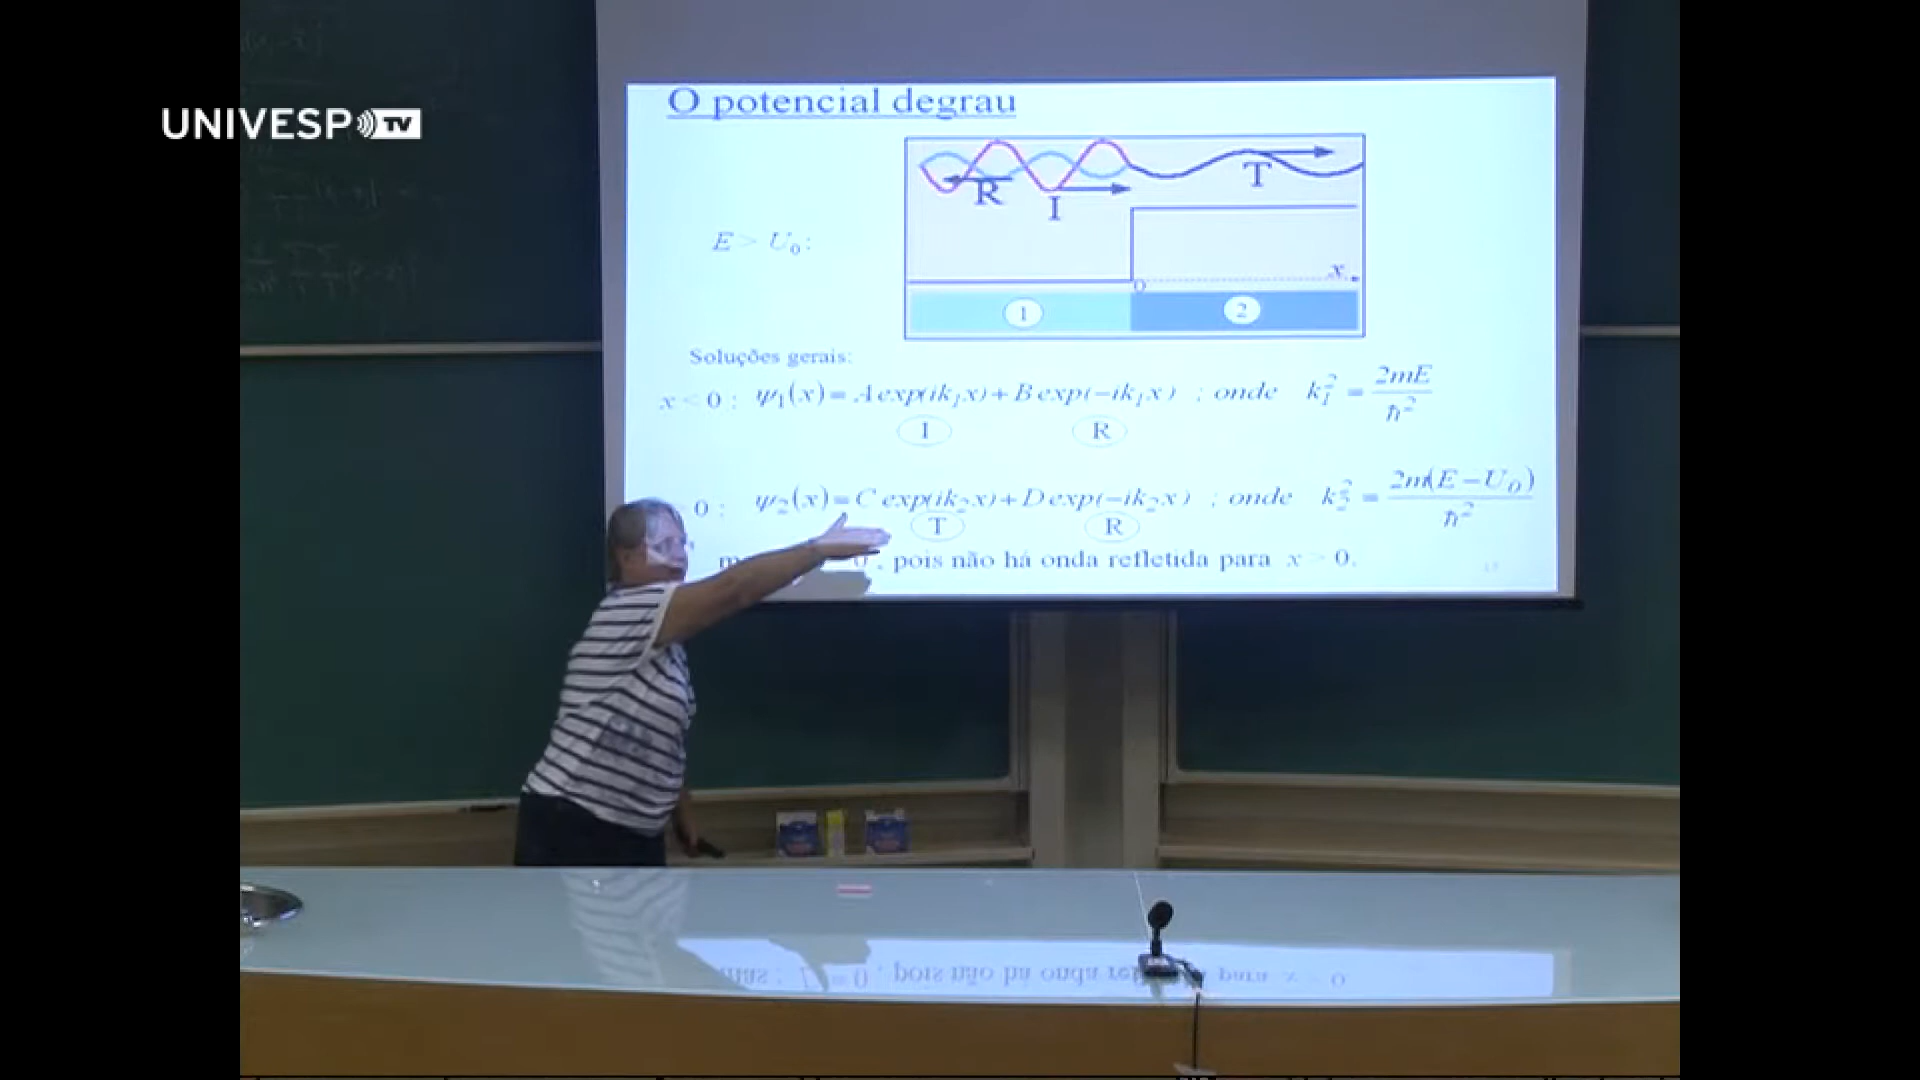 UNIVESP TV
O potencial degrau
R
I
T
E > U₀:
x
0
1
2
Soluções gerais:
x < 0 : ψ₁(x) = A exp(ik₁x) + B exp(−ik₁x) ; onde k₁² = 2mE / ħ²
I R
0 : ψ₂(x) = C exp(ik₂x) + D exp(−ik₂x) ; onde k₂² = 2m(E − U₀) / ħ²
T R
0 , pois não há onda refletida para x > 0.